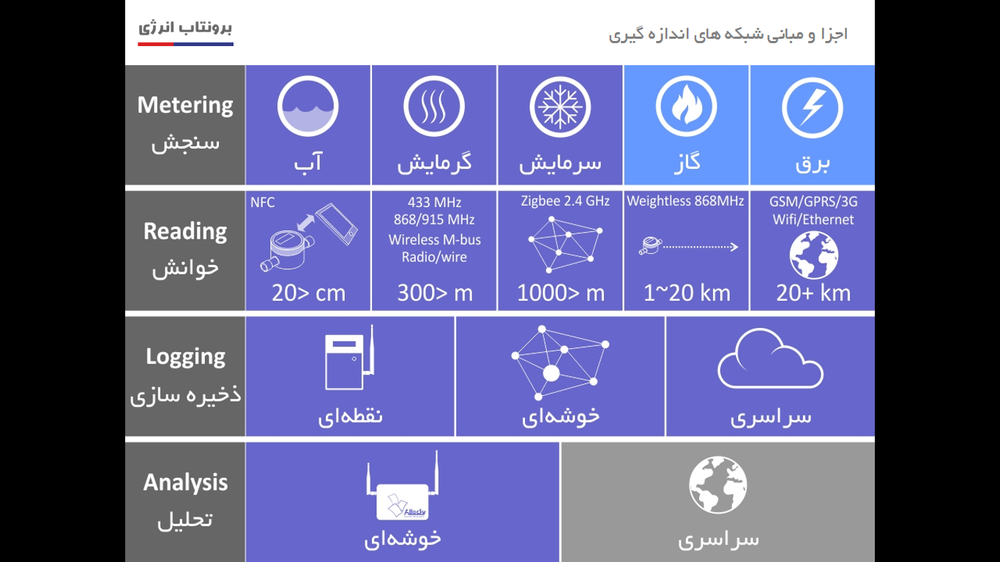 برونتاب انرژی
اجزا و مبانی شبکه های اندازه گیری
Metering
سنجش
آب
گرمایش
سرمایش
گاز
برق
Reading
خوانش
NFC
20> cm
433 MHz
868/915 MHz
Wireless M-bus
Radio/wire
300> m
Zigbee 2.4 GHz
1000> m
Weightless 868MHz
1~20 km
GSM/GPRS/3G
Wifi/Ethernet
20+ km
Logging
ذخیره سازی
نقطه‌ای
خوشه‌ای
سراسری
Analysis
تحلیل
خوشه‌ای
سراسری